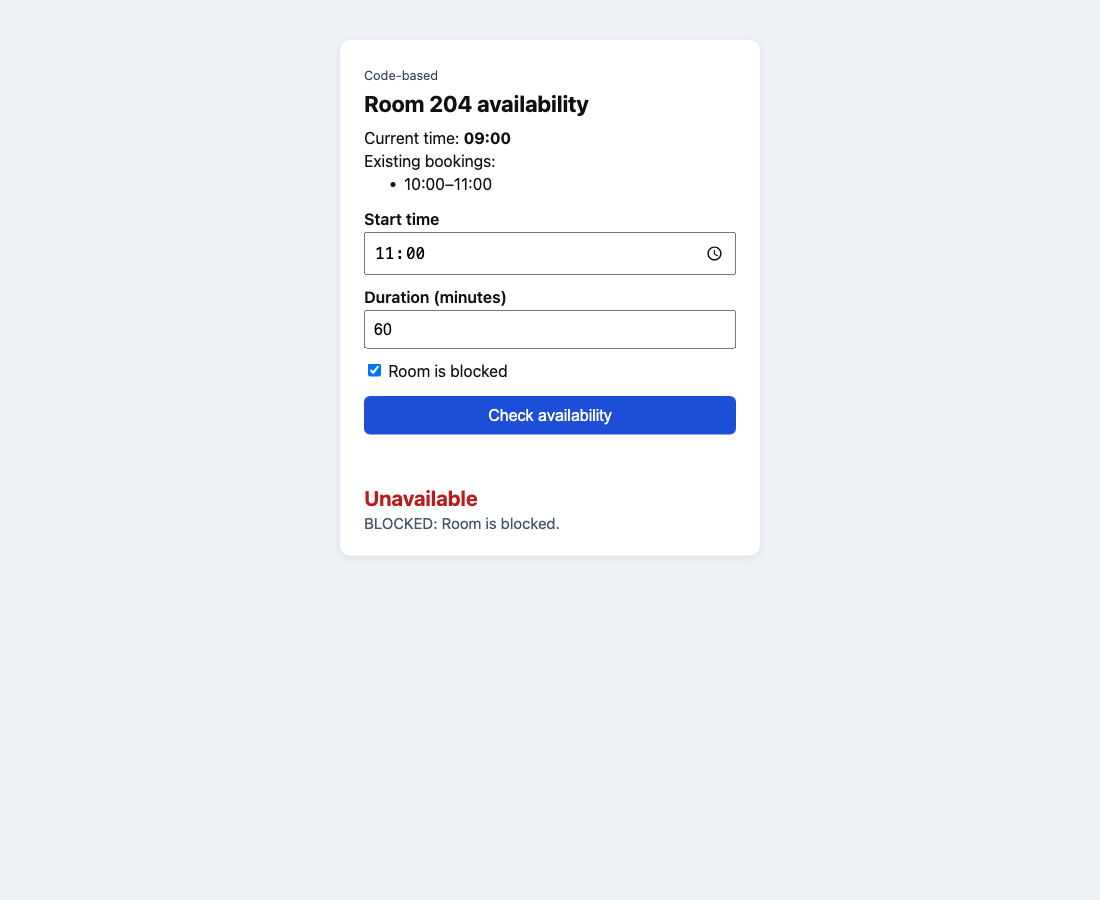 Code-based
Room 204 availability
Current time: 09:00
Existing bookings:
• 10:00–11:00
Start time
11:00
Duration (minutes)
60
Room is blocked
Check availability
Unavailable
BLOCKED: Room is blocked.